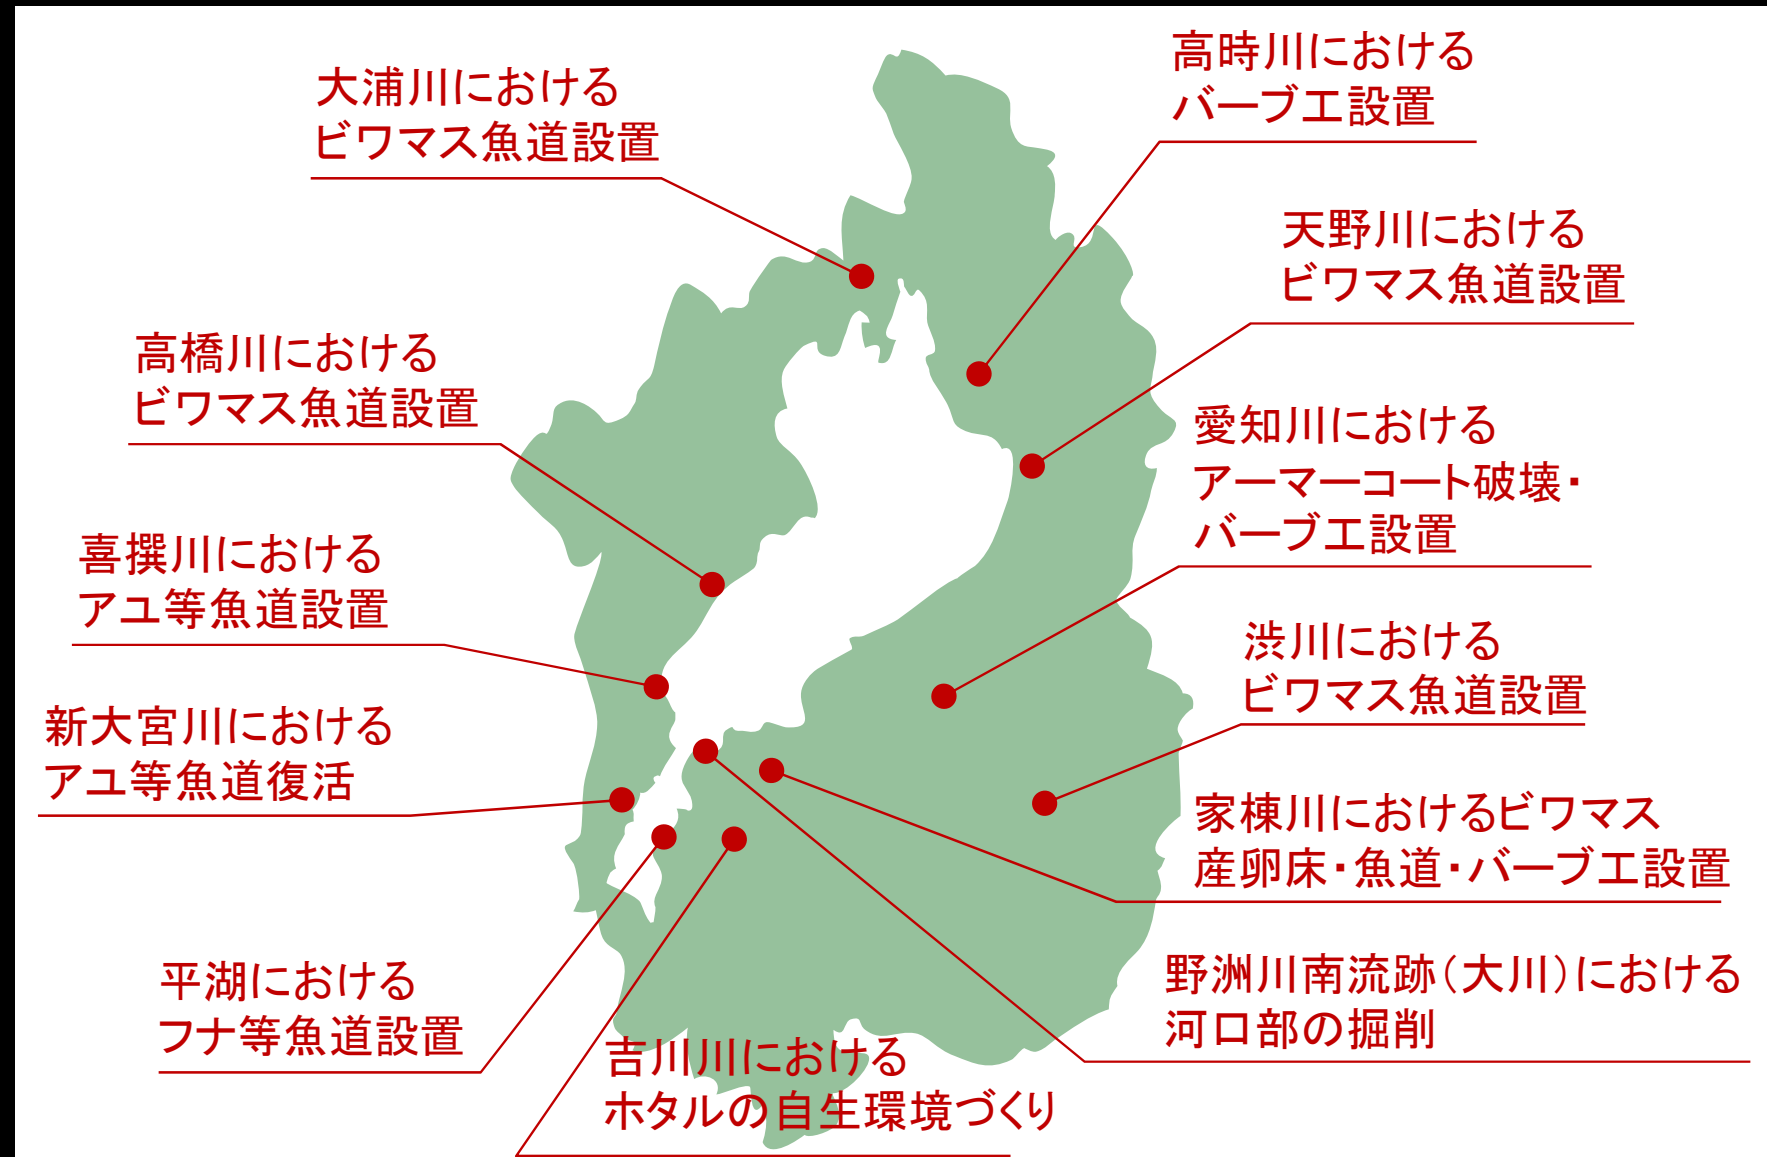 大浦川における
ビワマス魚道設置
高時川における
バーブ工設置
天野川における
ビワマス魚道設置
高橋川における
ビワマス魚道設置
愛知川における
アーマーコート破壊・
バーブ工設置
喜撰川における
アユ等魚道設置
渋川における
ビワマス魚道設置
新大宮川における
アユ等魚道復活
家棟川におけるビワマス
産卵床・魚道・バーブ工設置
平湖における
フナ等魚道設置
野洲川南流跡(大川)における
河口部の掘削
吉川川における
ホタルの自生環境づくり